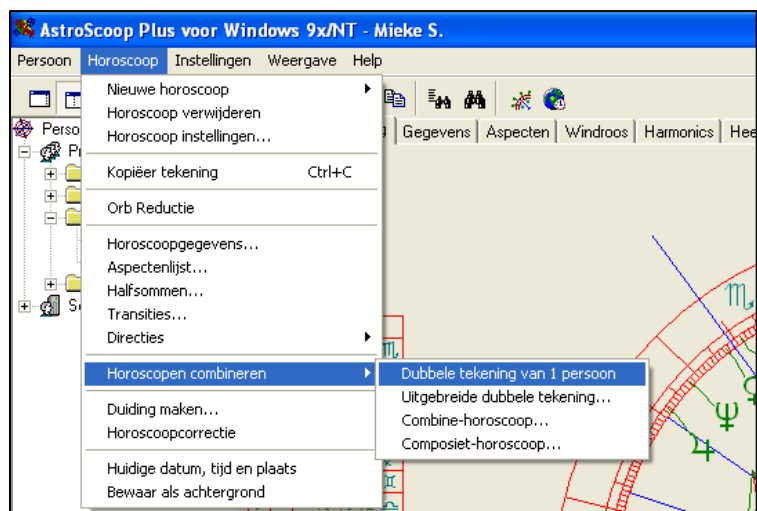 AstroScoop Plus voor Windows 9x/NT - Mieke S.
Persoon Horoscoop Instellingen Weergave Help
Nieuwe horoscoop
Horoscoop verwijderen
Horoscoop instellingen...
Gegevens Aspecten Windroos Harmonics Hee
Perso
Kopiëer tekening Ctrl+C
Orb Reductie
Horoscoopgegevens...
Aspectenlijst...
Halfsommen...
Transities...
Directies
Horoscopen combineren
Dubbele tekening van 1 persoon
Uitgebreide dubbele tekening...
Combine-horoscoop...
Composiet-horoscoop...
Duiding maken...
Horoscoopcorrectie
Huidige datum, tijd en plaats
Bewaar als achtergrond